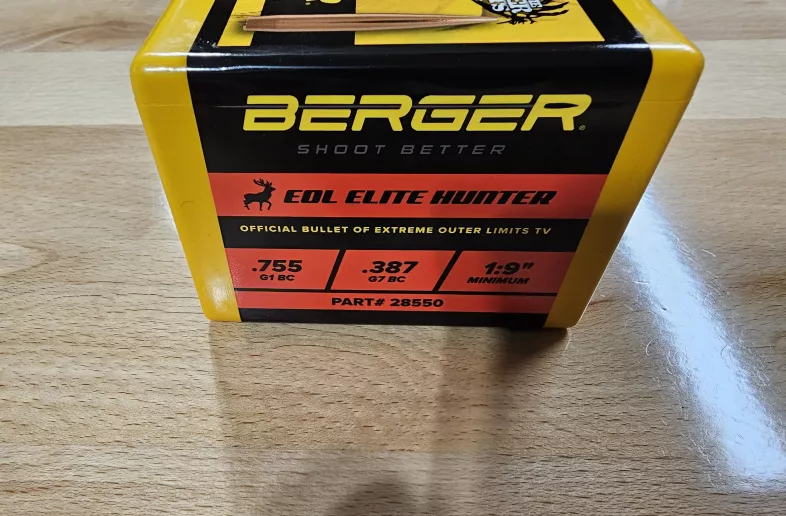 BERGER®
SHOOT BETTER
EOL ELITE HUNTER
OFFICIAL BULLET OF EXTREME OUTER LIMITS TV
.755 .387 1:9"
G1 BC G7 BC MINIMUM
PART# 28550